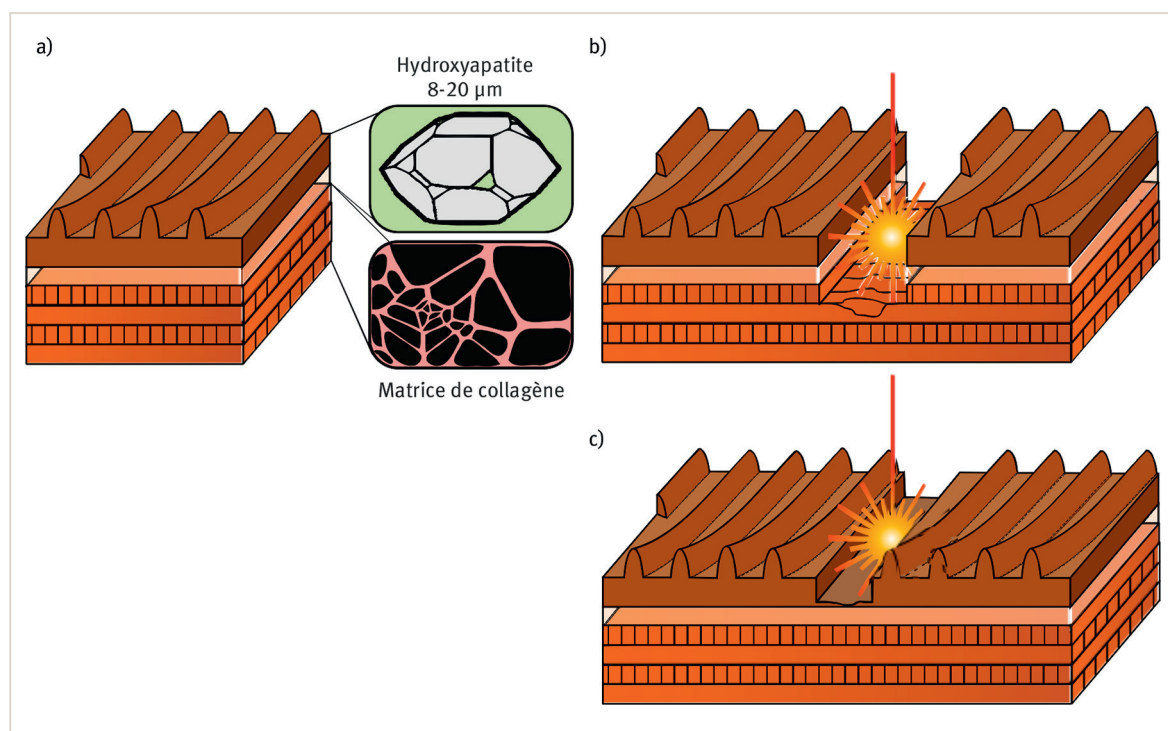 a)
Hydroxyapatite
8-20 µm
Matrice de collagène
b)
c)